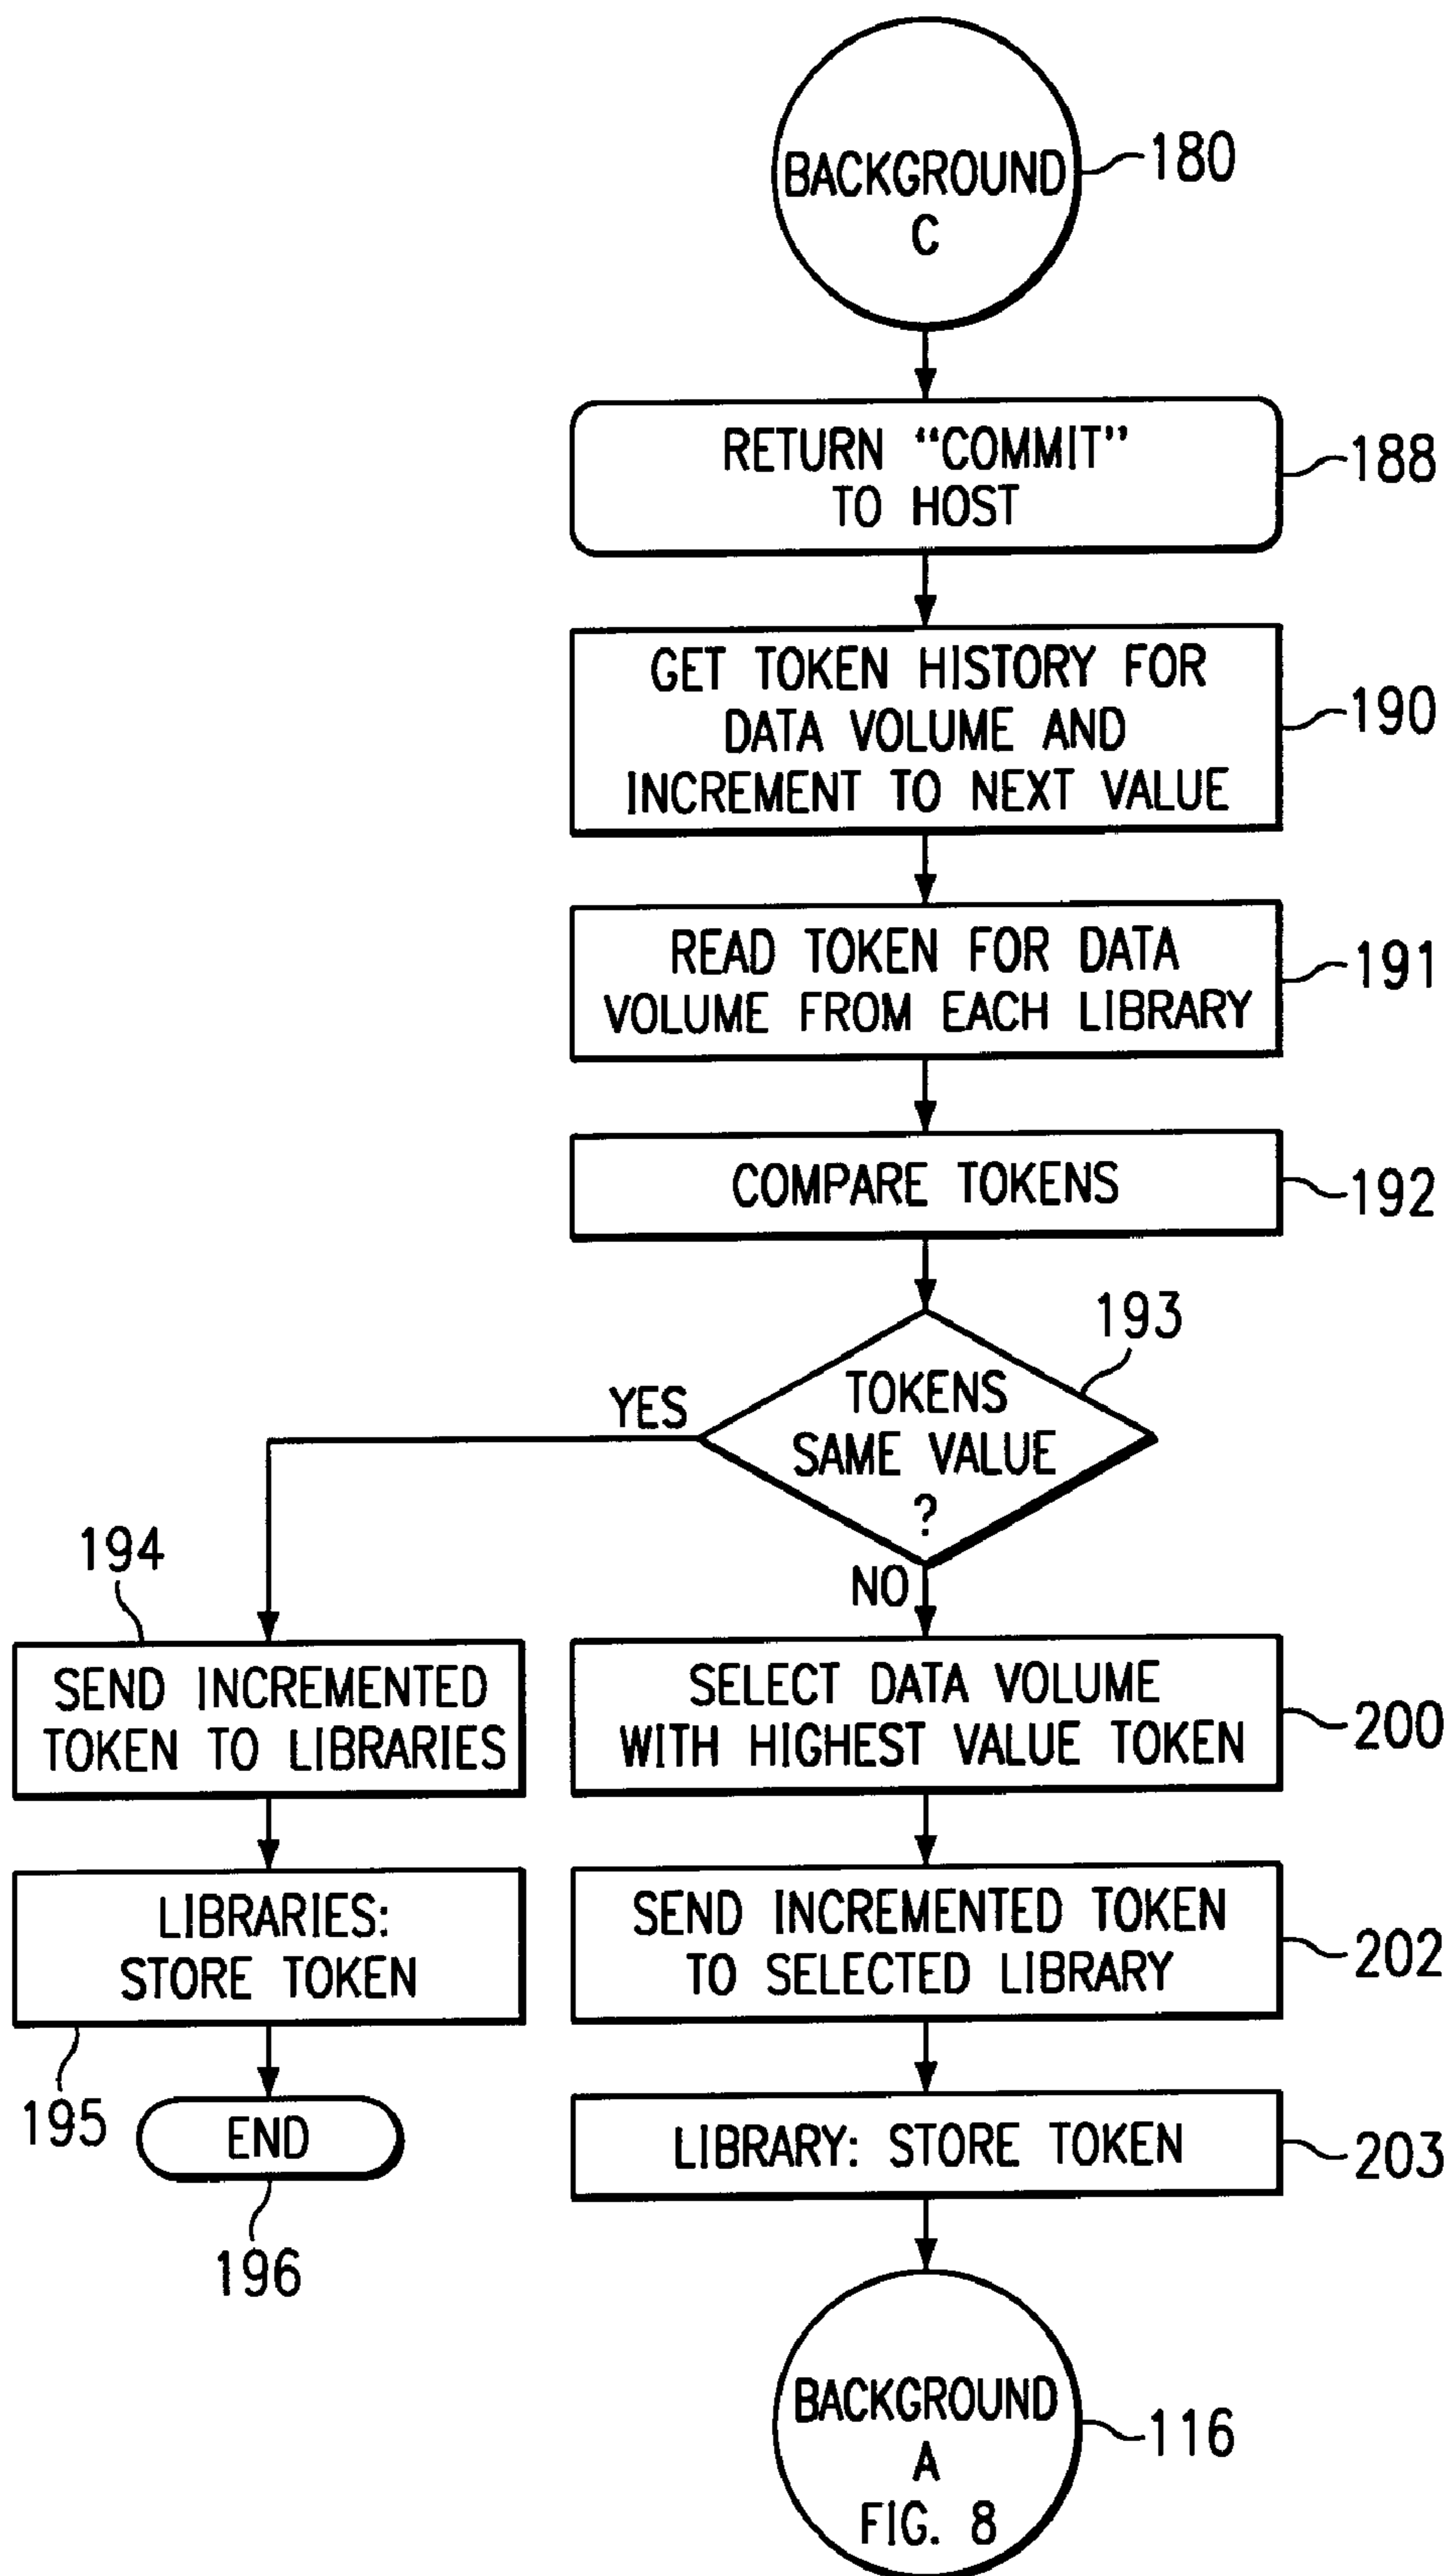 BACKGROUND
C
180
RETURN “COMMIT”
TO HOST
188
GET TOKEN HISTORY FOR
DATA VOLUME AND
INCREMENT TO NEXT VALUE
190
READ TOKEN FOR DATA
VOLUME FROM EACH LIBRARY
191
COMPARE TOKENS
192
193
TOKENS
SAME VALUE
?
YES
NO
194
SEND INCREMENTED
TOKEN TO LIBRARIES
LIBRARIES:
STORE TOKEN
195
END
196
SELECT DATA VOLUME
WITH HIGHEST VALUE TOKEN
200
SEND INCREMENTED TOKEN
TO SELECTED LIBRARY
202
LIBRARY: STORE TOKEN
203
BACKGROUND
A
FIG. 8
116